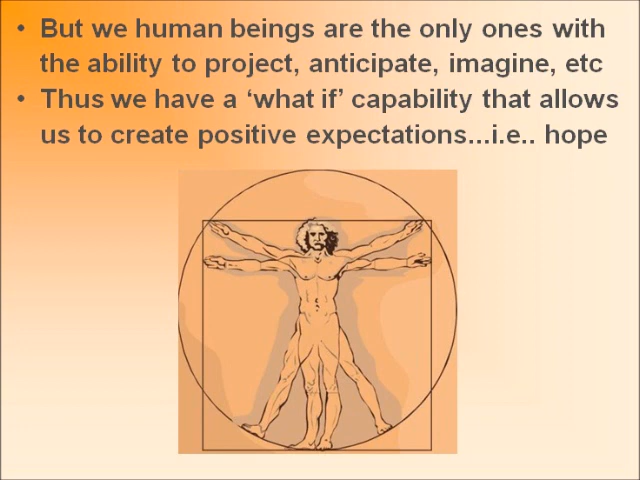 • But we human beings are the only ones with
the ability to project, anticipate, imagine, etc
• Thus we have a ‘what if’ capability that allows
us to create positive expectations...i.e.. hope